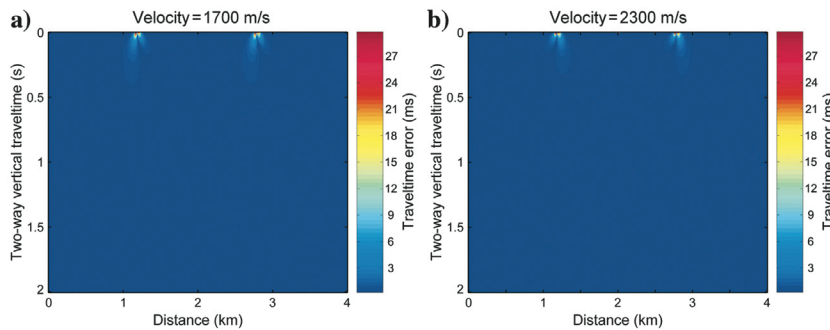 a)
Velocity = 1700 m/s
Two-way vertical traveltime (s)
0
0.5
1
1.5
2
0 1 2 3 4
Distance (km)
27
24
21
18
15
12
9
6
3
Traveltime error (ms)
b)
Velocity = 2300 m/s
Two-way vertical traveltime (s)
0
0.5
1
1.5
2
0 1 2 3 4
Distance (km)
27
24
21
18
15
12
9
6
3
Traveltime error (ms)